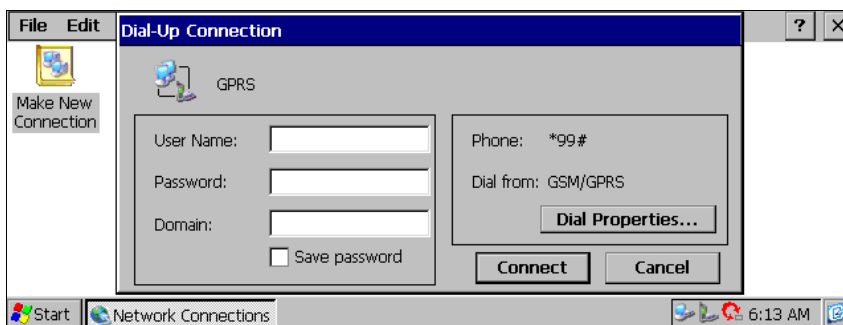 File Edit
Dial-Up Connection
? ×
Make New
Connection
GPRS
User Name:
Password:
Domain:
Save password
Phone: *99#
Dial from: GSM/GPRS
Dial Properties...
Connect
Cancel
Start
Network Connections
6:13 AM